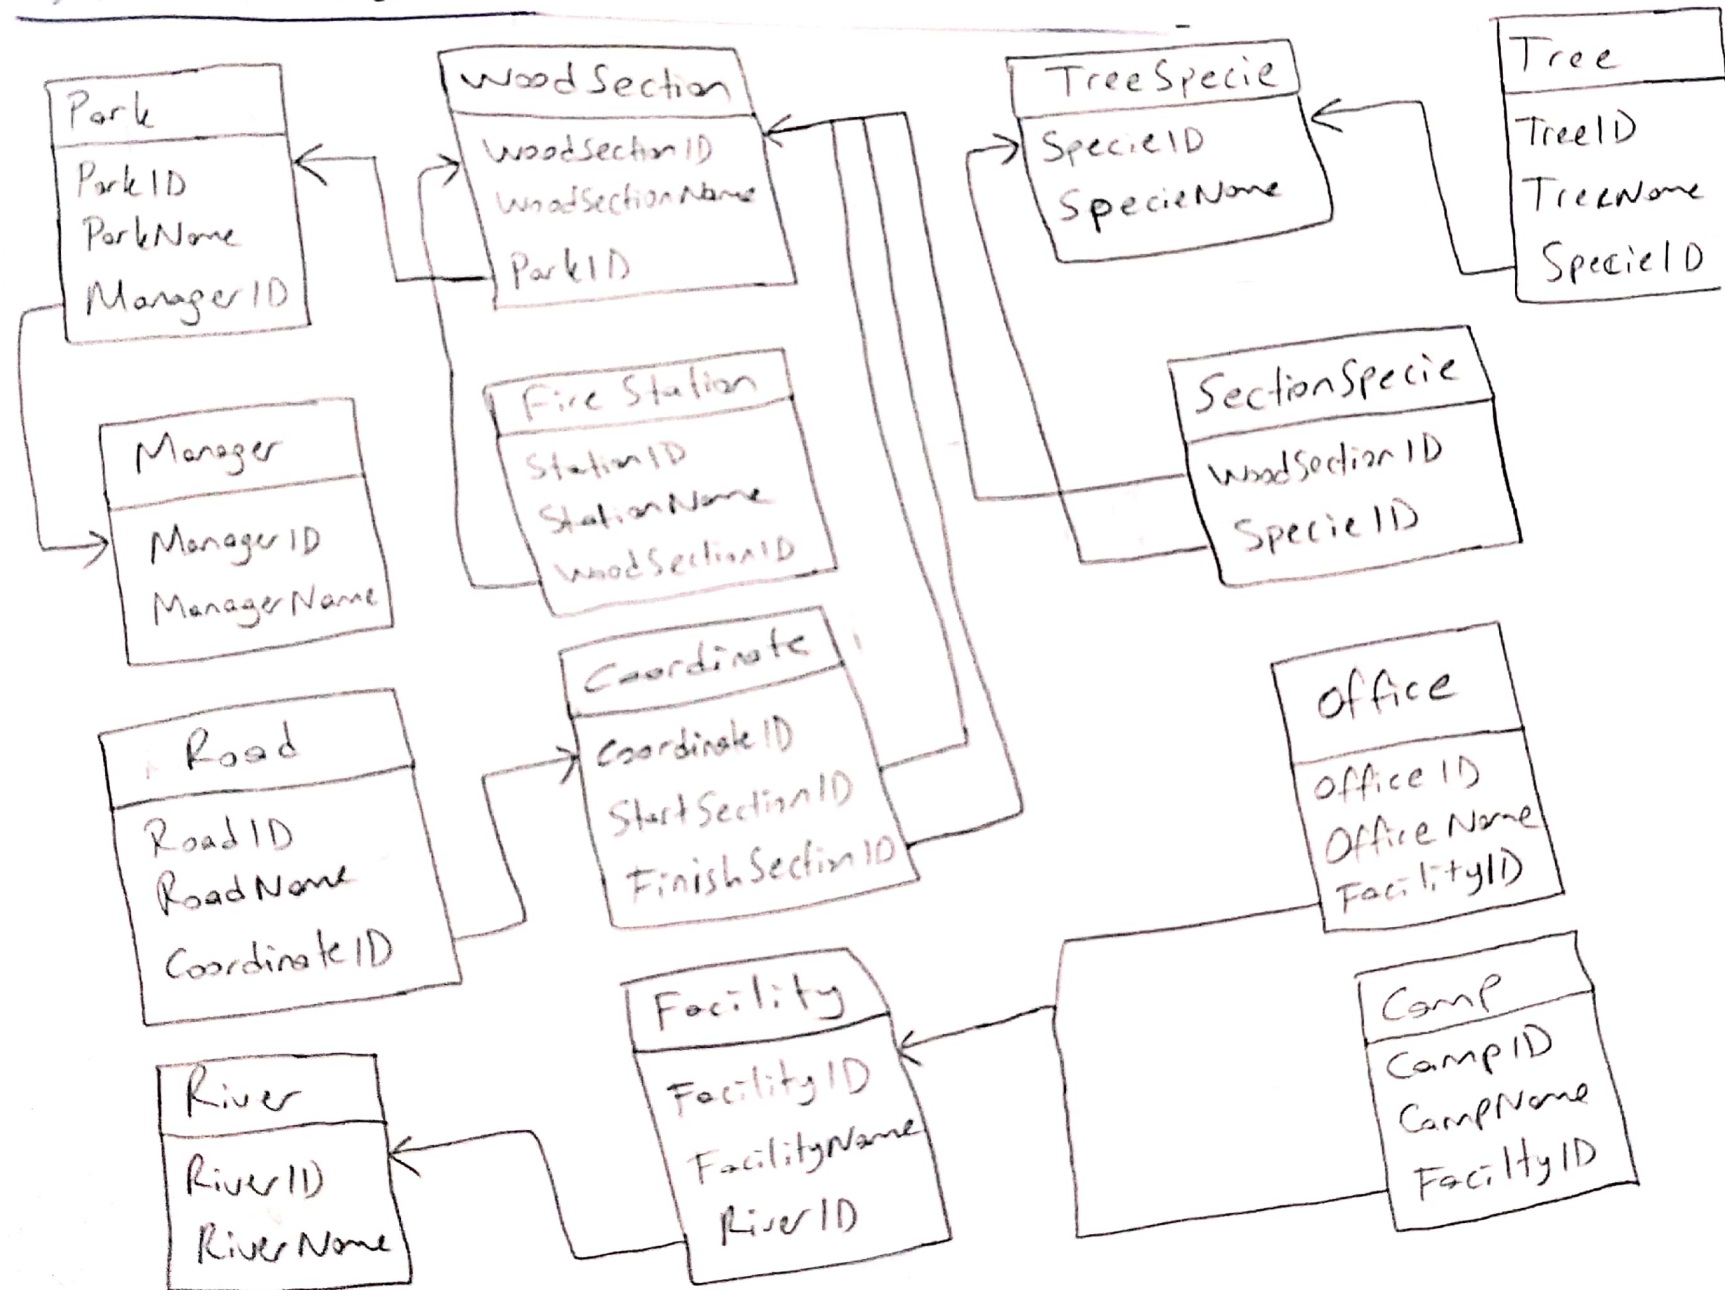 Park
ParkID
ParkName
ManagerID
WoodSection
WoodSectionID
WoodSectionName
ParkID
TreeSpecie
SpecieID
SpecieName
Tree
TreeID
TreeName
SpecieID
Manager
ManagerID
ManagerName
Fire Station
StationID
StationName
WoodSectionID
SectionSpecie
WoodSectionID
SpecieID
Road
RoadID
RoadName
CoordinateID
Coordinate
CoordinateID
StartSectionID
FinishSectionID
Office
OfficeID
OfficeName
FacilityID
River
RiverID
RiverName
Facility
FacilityID
FacilityName
RiverID
Camp
CampID
CampName
FaciltyID